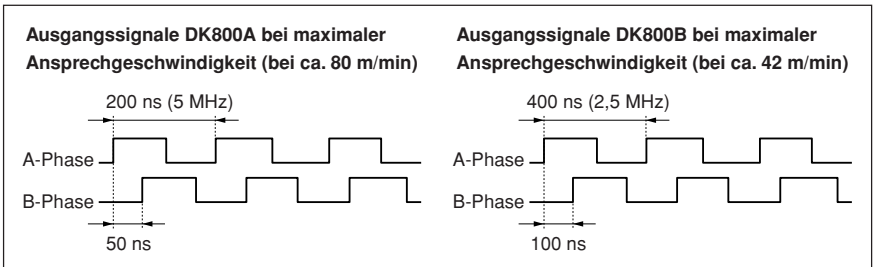 Ausgangssignale DK800A bei maximaler
Ansprechgeschwindigkeit (bei ca. 80 m/min)
200 ns (5 MHz)
A-Phase
B-Phase
50 ns
Ausgangssignale DK800B bei maximaler
Ansprechgeschwindigkeit (bei ca. 42 m/min)
400 ns (2,5 MHz)
A-Phase
B-Phase
100 ns